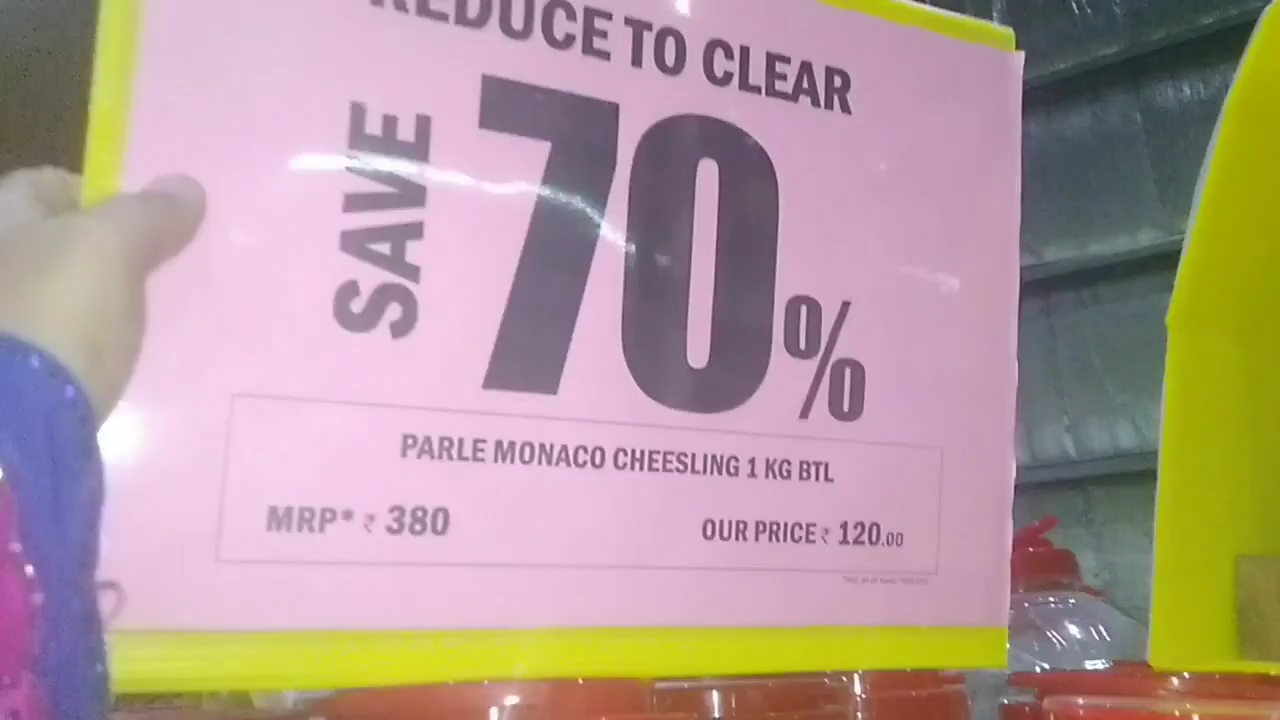 REDUCE TO CLEAR
SAVE
70%
PARLE MONACO CHEESLING 1 KG BTL
MRP* ₹ 380
OUR PRICE ₹ 120.00